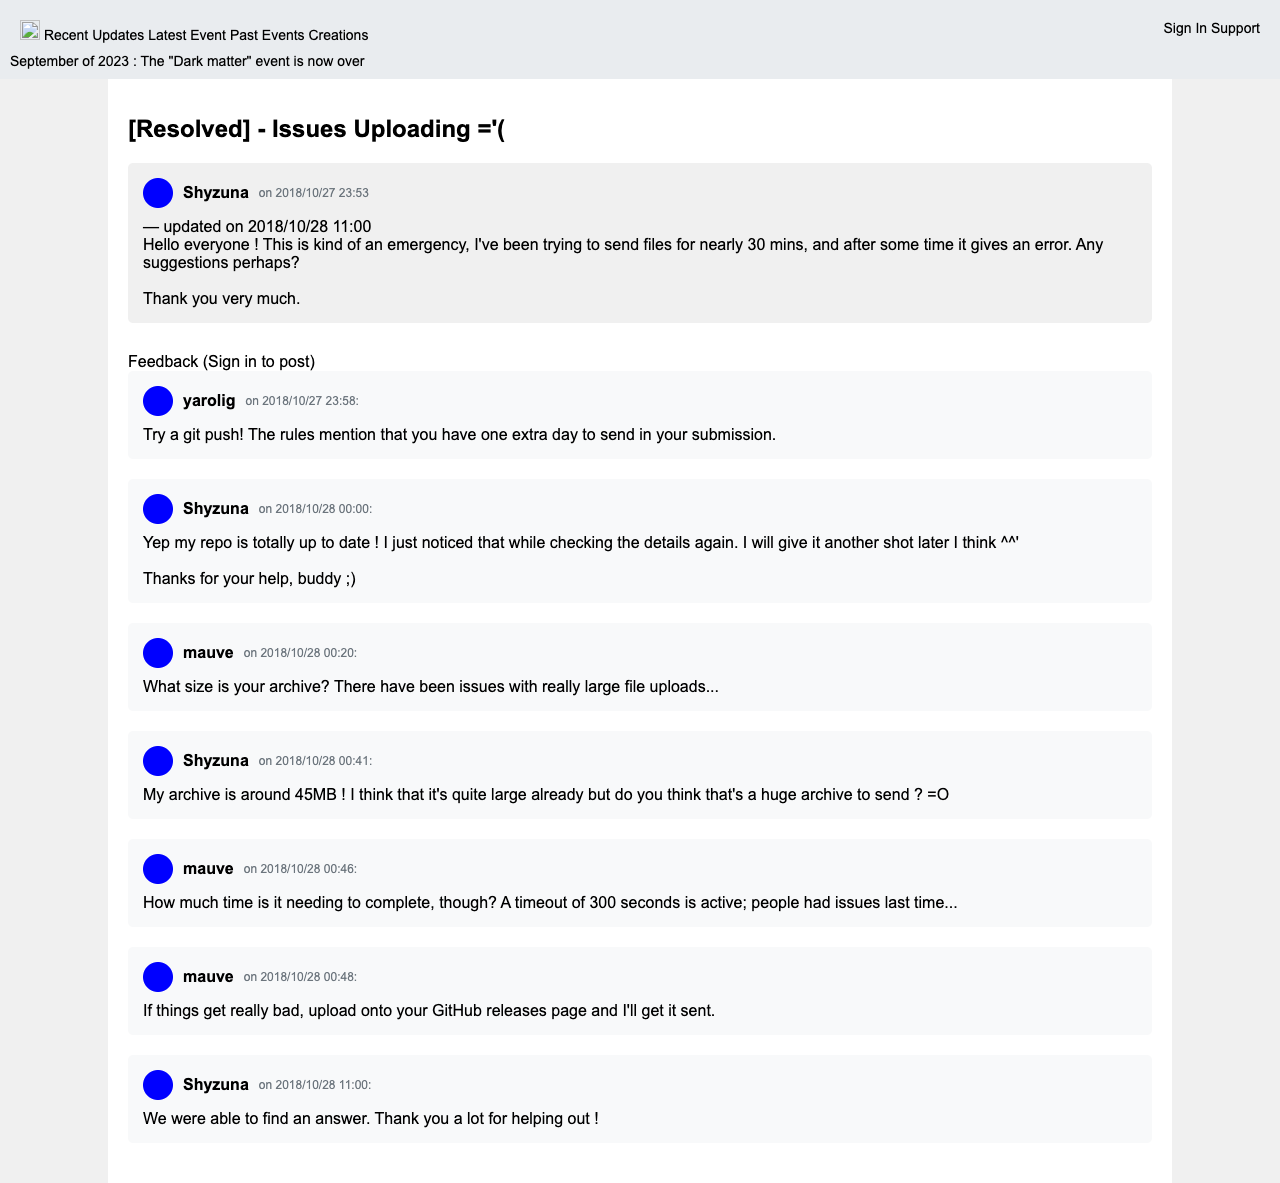 Recent Updates Latest Event Past Events Creations
Sign In Support
September of 2023 : The "Dark matter" event is now over
[Resolved] - Issues Uploading ='(
Shyzuna on 2018/10/27 23:53
— updated on 2018/10/28 11:00
Hello everyone ! This is kind of an emergency, I've been trying to send files for nearly 30 mins, and after some time it gives an error. Any
suggestions perhaps?
Thank you very much.
Feedback (Sign in to post)
yarolig on 2018/10/27 23:58:
Try a git push! The rules mention that you have one extra day to send in your submission.
Shyzuna on 2018/10/28 00:00:
Yep my repo is totally up to date ! I just noticed that while checking the details again. I will give it another shot later I think ^^'
Thanks for your help, buddy ;)
mauve on 2018/10/28 00:20:
What size is your archive? There have been issues with really large file uploads...
Shyzuna on 2018/10/28 00:41:
My archive is around 45MB ! I think that it's quite large already but do you think that's a huge archive to send ? =O
mauve on 2018/10/28 00:46:
How much time is it needing to complete, though? A timeout of 300 seconds is active; people had issues last time...
mauve on 2018/10/28 00:48:
If things get really bad, upload onto your GitHub releases page and I'll get it sent.
Shyzuna on 2018/10/28 11:00:
We were able to find an answer. Thank you a lot for helping out !